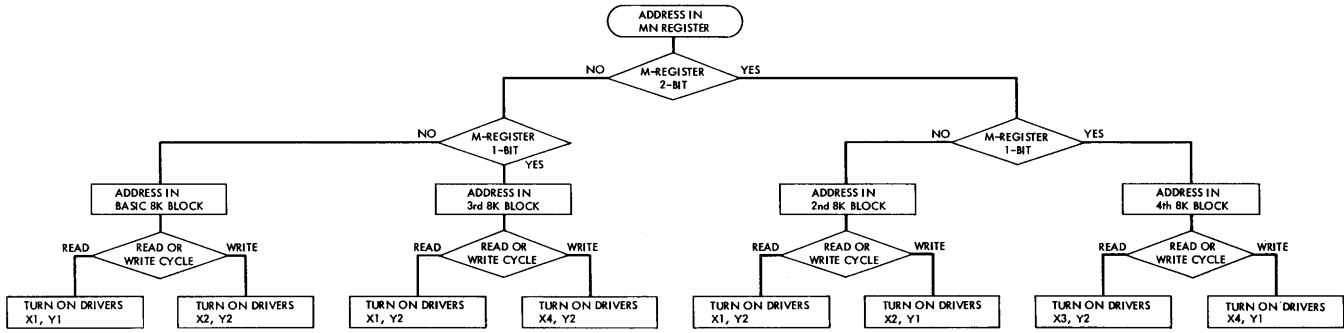 ADDRESS IN
MN REGISTER
NO
M-REGISTER
2-BIT
YES
NO
M-REGISTER
1-BIT
YES
NO
M-REGISTER
1-BIT
YES
ADDRESS IN
BASIC 8K BLOCK
ADDRESS IN
3rd 8K BLOCK
ADDRESS IN
2nd 8K BLOCK
ADDRESS IN
4th 8K BLOCK
READ
READ OR
WRITE CYCLE
WRITE
READ
READ OR
WRITE CYCLE
WRITE
READ
READ OR
WRITE CYCLE
WRITE
READ
READ OR
WRITE CYCLE
WRITE
TURN ON DRIVERS
X1, Y1
TURN ON DRIVERS
X2, Y2
TURN ON DRIVERS
X1, Y2
TURN ON DRIVERS
X4, Y2
TURN ON DRIVERS
X1, Y2
TURN ON DRIVERS
X2, Y1
TURN ON DRIVERS
X3, Y2
TURN ON DRIVERS
X4, Y1